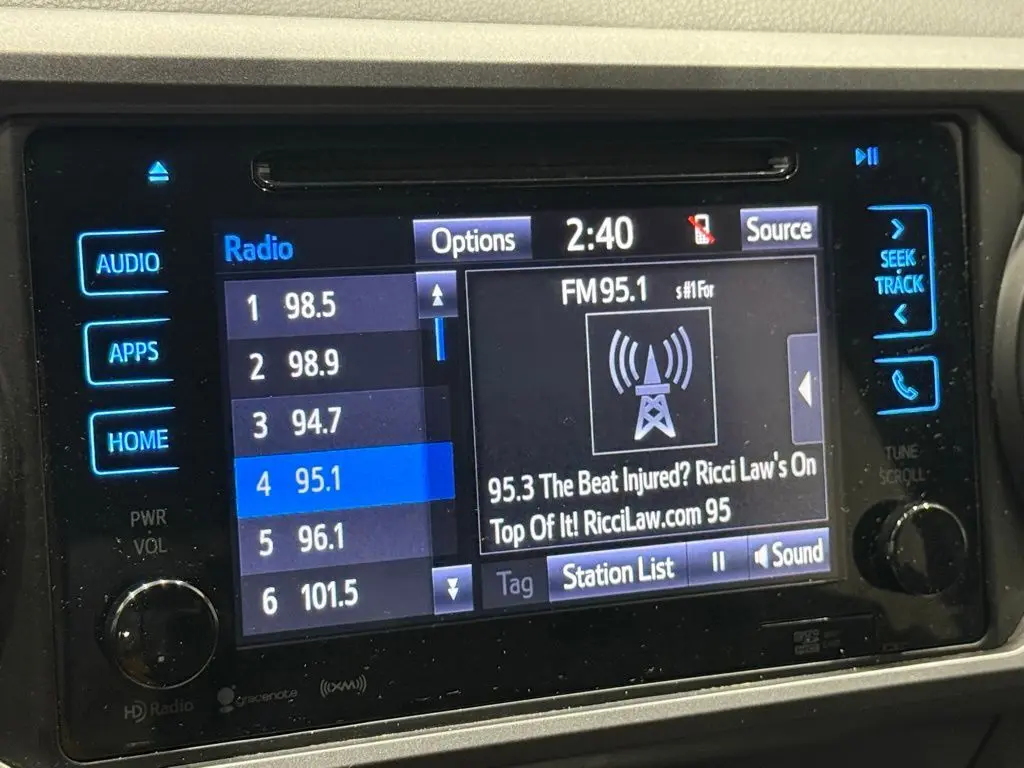 AUDIO
APPS
HOME
PWR
VOL
HD Radio
gracenote
((XM))
Radio
Options
2:40
Source
1 98.5
2 98.9
3 94.7
4 95.1
5 96.1
6 101.5
FM 95.1 s #1 For
95.3 The Beat Injured? Ricci Law's On
Top Of It! RicciLaw.com 95
Tag
Station List
Sound
SEEK
TRACK
TUNE
SCROLL